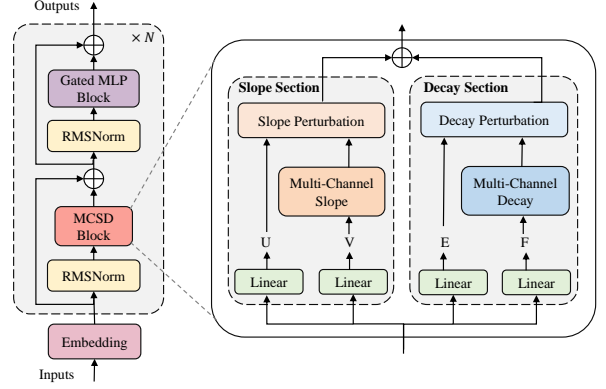 Outputs
× N
Gated MLP
Block
RMSNorm
MCSD
Block
RMSNorm
Embedding
Inputs
Slope Section
Slope Perturbation
Multi-Channel
Slope
U
V
Linear
Linear
Decay Section
Decay Perturbation
Multi-Channel
Decay
E
F
Linear
Linear